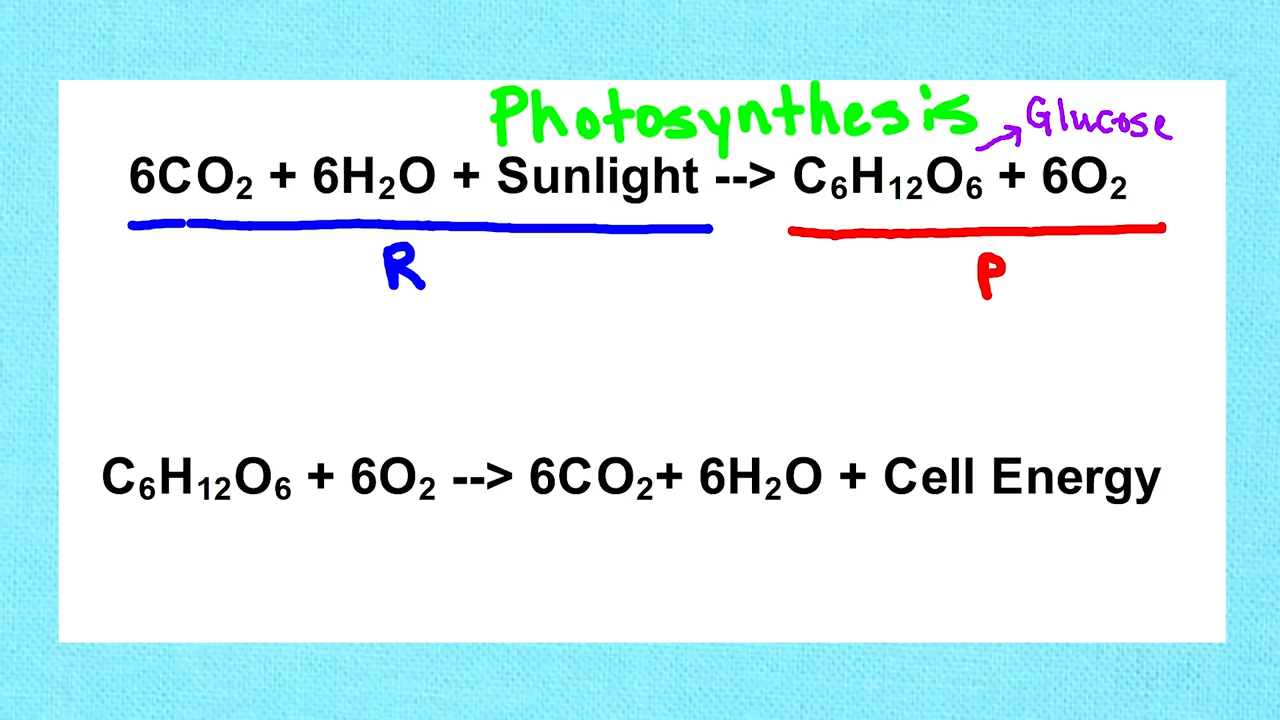 Photosynthesis
Glucose
6CO₂ + 6H₂O + Sunlight --> C₆H₁₂O₆ + 6O₂
R
P
C₆H₁₂O₆ + 6O₂ --> 6CO₂+ 6H₂O + Cell Energy